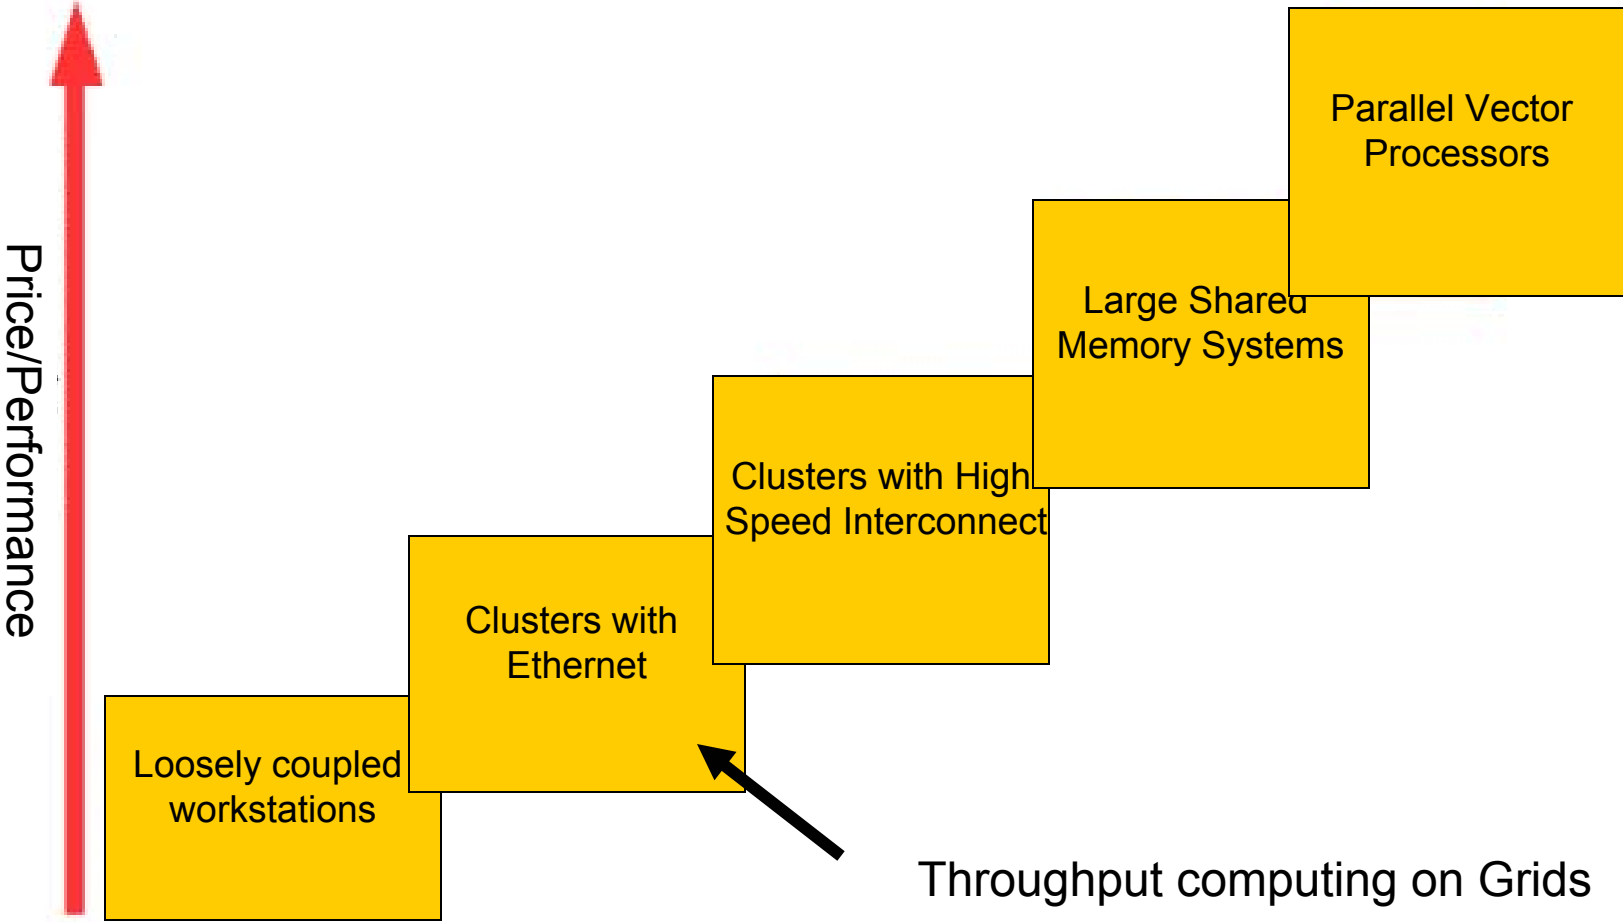 Parallel Vector
Processors
Large Shared
Memory Systems
Price/Performance
Clusters with High
Speed Interconnect
Clusters with
Ethernet
Loosely coupled
workstations
Throughput computing on Grids